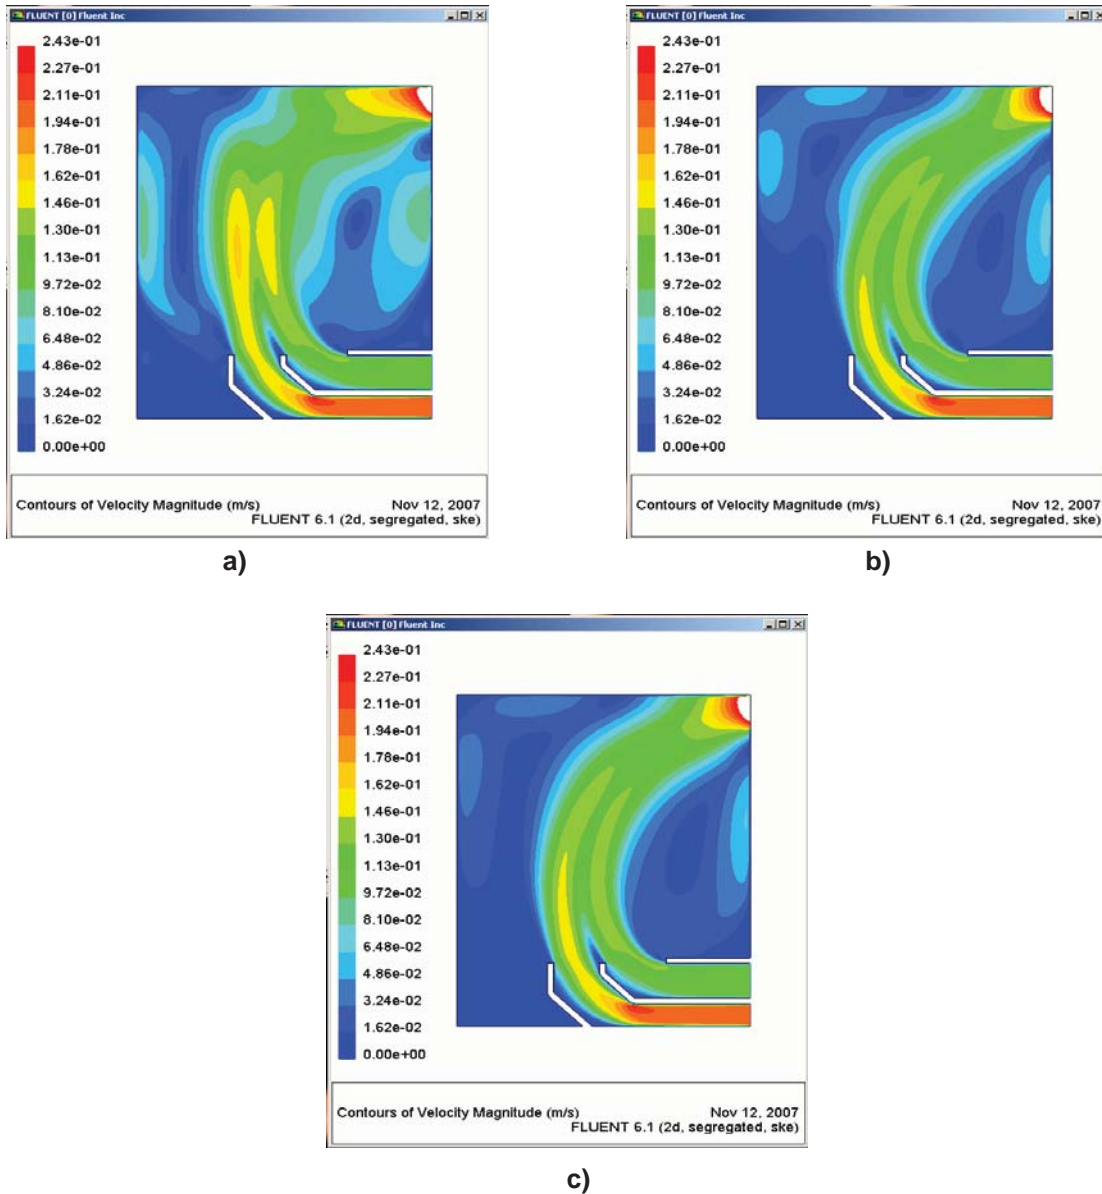 FLUENT [0] Fluent Inc
2.43e-01
2.27e-01
2.11e-01
1.94e-01
1.78e-01
1.62e-01
1.46e-01
1.30e-01
1.13e-01
9.72e-02
8.10e-02
6.48e-02
4.86e-02
3.24e-02
1.62e-02
0.00e+00
Contours of Velocity Magnitude (m/s) Nov 12, 2007
FLUENT 6.1 (2d, segregated, ske)
a)
FLUENT [0] Fluent Inc
2.43e-01
2.27e-01
2.11e-01
1.94e-01
1.78e-01
1.62e-01
1.46e-01
1.30e-01
1.13e-01
9.72e-02
8.10e-02
6.48e-02
4.86e-02
3.24e-02
1.62e-02
0.00e+00
Contours of Velocity Magnitude (m/s) Nov 12, 2007
FLUENT 6.1 (2d, segregated, ske)
b)
FLUENT [0] Fluent Inc
2.43e-01
2.27e-01
2.11e-01
1.94e-01
1.78e-01
1.62e-01
1.46e-01
1.30e-01
1.13e-01
9.72e-02
8.10e-02
6.48e-02
4.86e-02
3.24e-02
1.62e-02
0.00e+00
Contours of Velocity Magnitude (m/s) Nov 12, 2007
FLUENT 6.1 (2d, segregated, ske)
c)